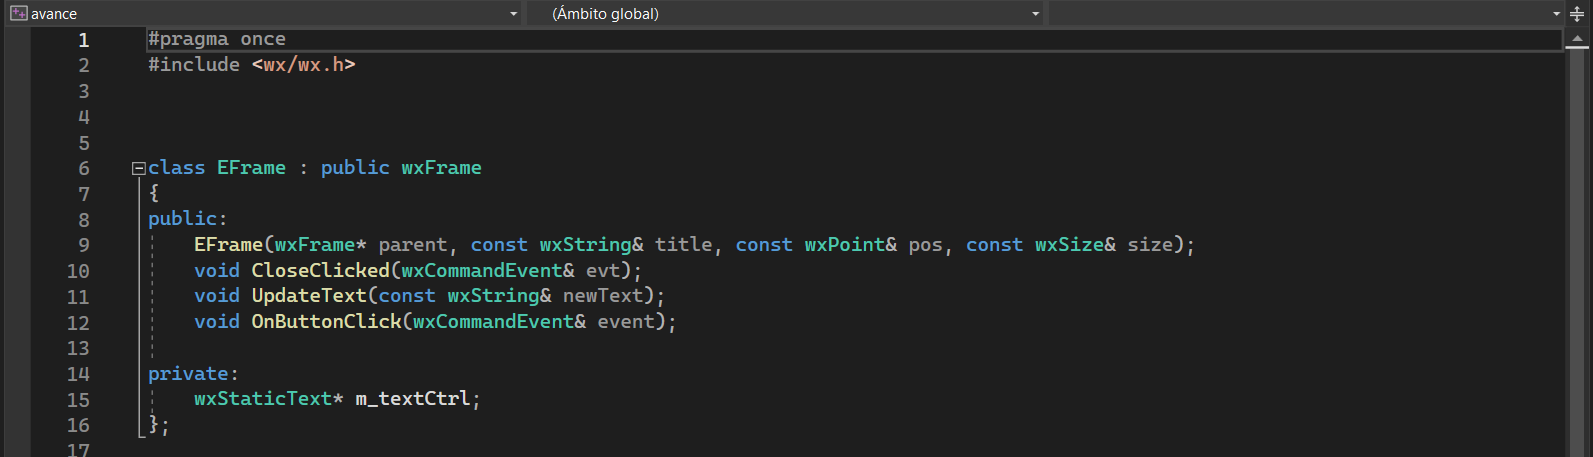 avance (Ámbito global)
1 #pragma once
2 #include <wx/wx.h>
3
4
5
6 class EFrame : public wxFrame
7 {
8 public:
9 EFrame(wxFrame* parent, const wxString& title, const wxPoint& pos, const wxSize& size);
10 void CloseClicked(wxCommandEvent& evt);
11 void UpdateText(const wxString& newText);
12 void OnButtonClick(wxCommandEvent& event);
13
14 private:
15 wxStaticText* m_textCtrl;
16 };
17